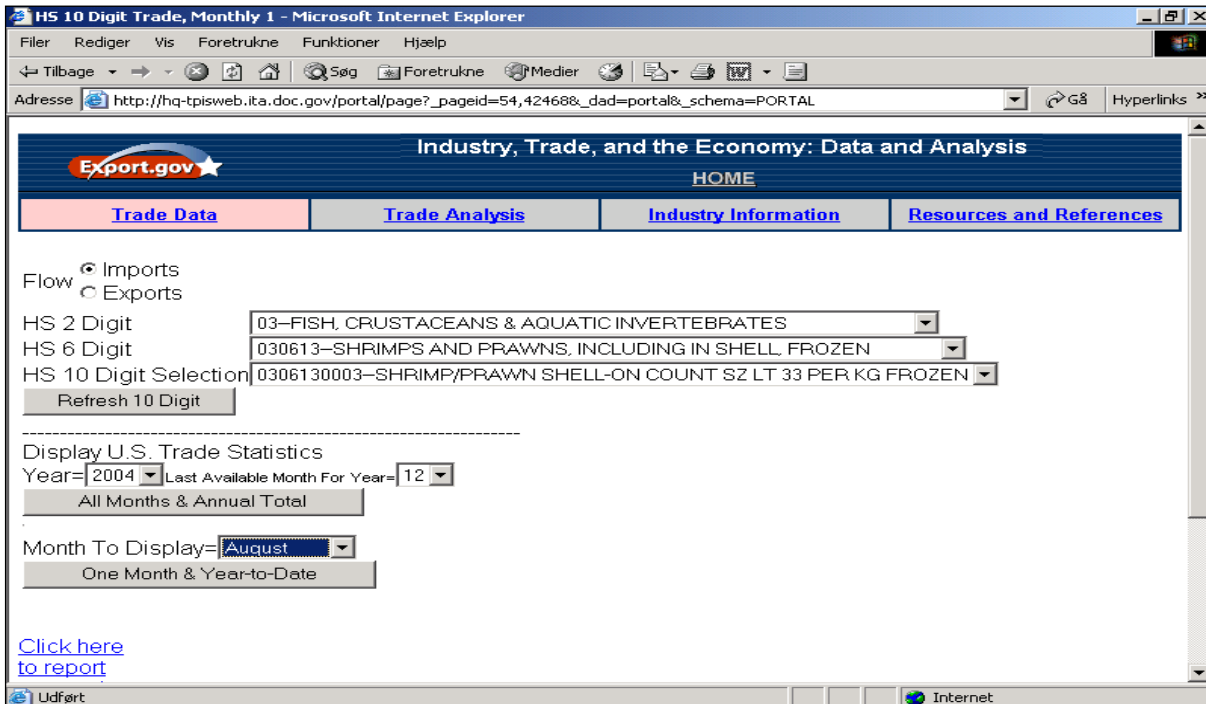 HS 10 Digit Trade, Monthly 1 - Microsoft Internet Explorer
Filer Rediger Vis Foretrukne Funktioner Hjælp
Tilbage Søg Foretrukne Medier
Adresse http://hq-tpisweb.ita.doc.gov/portal/page?_pageid=54,42468&_dad=portal&_schema=PORTAL Gå Hyperlinks »
Export.gov
Industry, Trade, and the Economy: Data and Analysis
HOME
Trade Data Trade Analysis Industry Information Resources and References
Flow Imports
Exports
HS 2 Digit 03--FISH, CRUSTACEANS & AQUATIC INVERTEBRATES
HS 6 Digit 030613--SHRIMPS AND PRAWNS, INCLUDING IN SHELL, FROZEN
HS 10 Digit Selection 0306130003--SHRIMP/PRAWN SHELL-ON COUNT SZ LT 33 PER KG FROZEN
Refresh 10 Digit
------------------------------------------------------------------
Display U.S. Trade Statistics
Year= 2004 Last Available Month For Year= 12
All Months & Annual Total
.
Month To Display= August
One Month & Year-to-Date
Click here
to report
Udført Internet